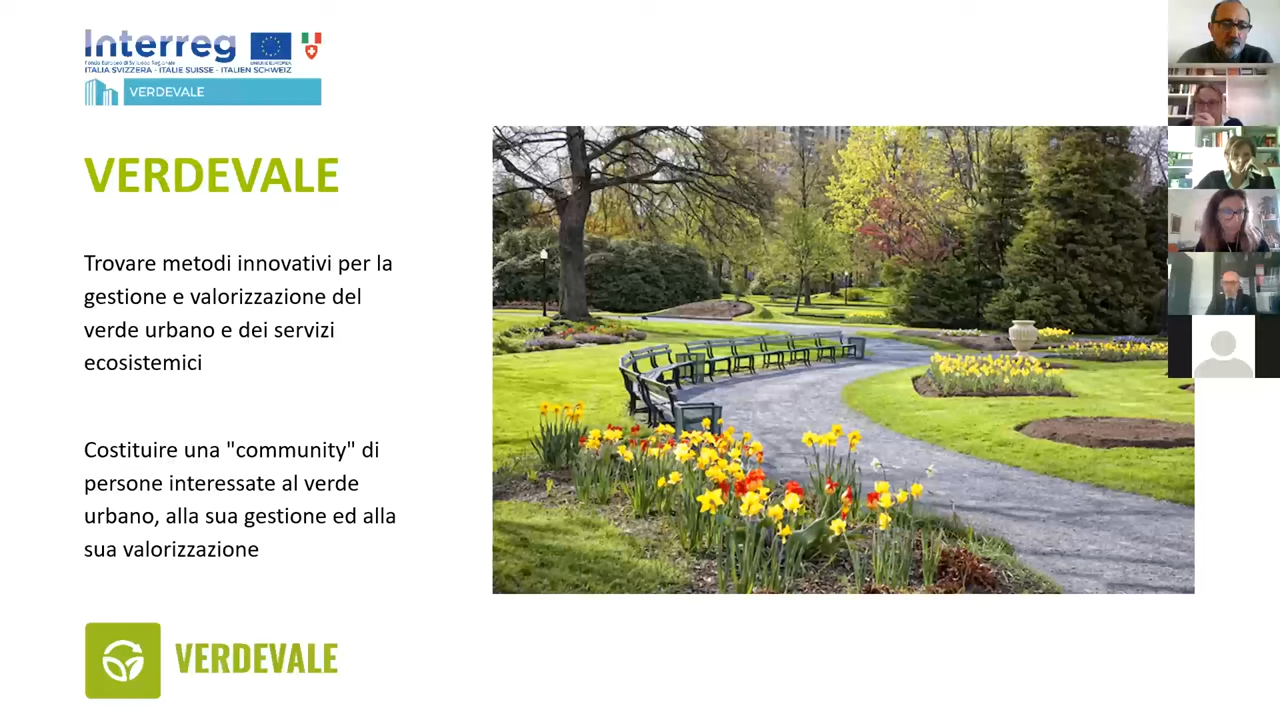 Interreg
Fondo Europeo di Sviluppo Regionale
UNIONE EUROPEA
ITALIA SVIZZERA - ITALIE SUISSE - ITALIEN SCHWEIZ
VERDEVALE
VERDEVALE
Trovare metodi innovativi per la
gestione e valorizzazione del
verde urbano e dei servizi
ecosistemici
Costituire una "community" di
persone interessate al verde
urbano, alla sua gestione ed alla
sua valorizzazione
VERDEVALE